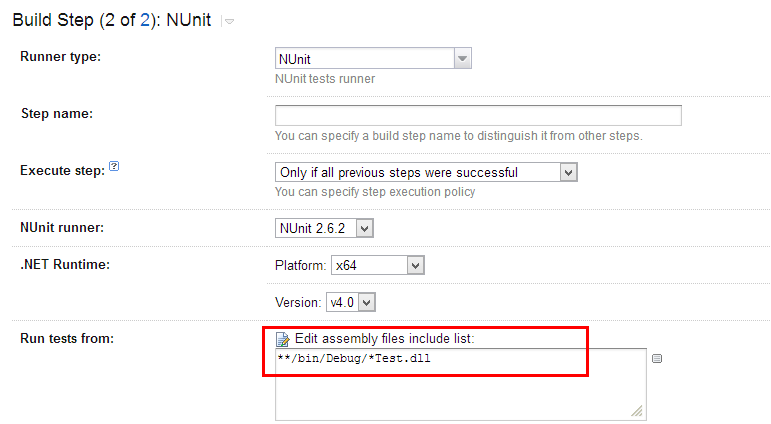 Build Step (2 of 2): NUnit
Runner type:
NUnit
NUnit tests runner
Step name:
You can specify a build step name to distinguish it from other steps.
Execute step: ?
Only if all previous steps were successful
You can specify step execution policy
NUnit runner:
NUnit 2.6.2
.NET Runtime:
Platform: x64
Version: v4.0
Run tests from:
Edit assembly files include list:
**/bin/Debug/*Test.dll